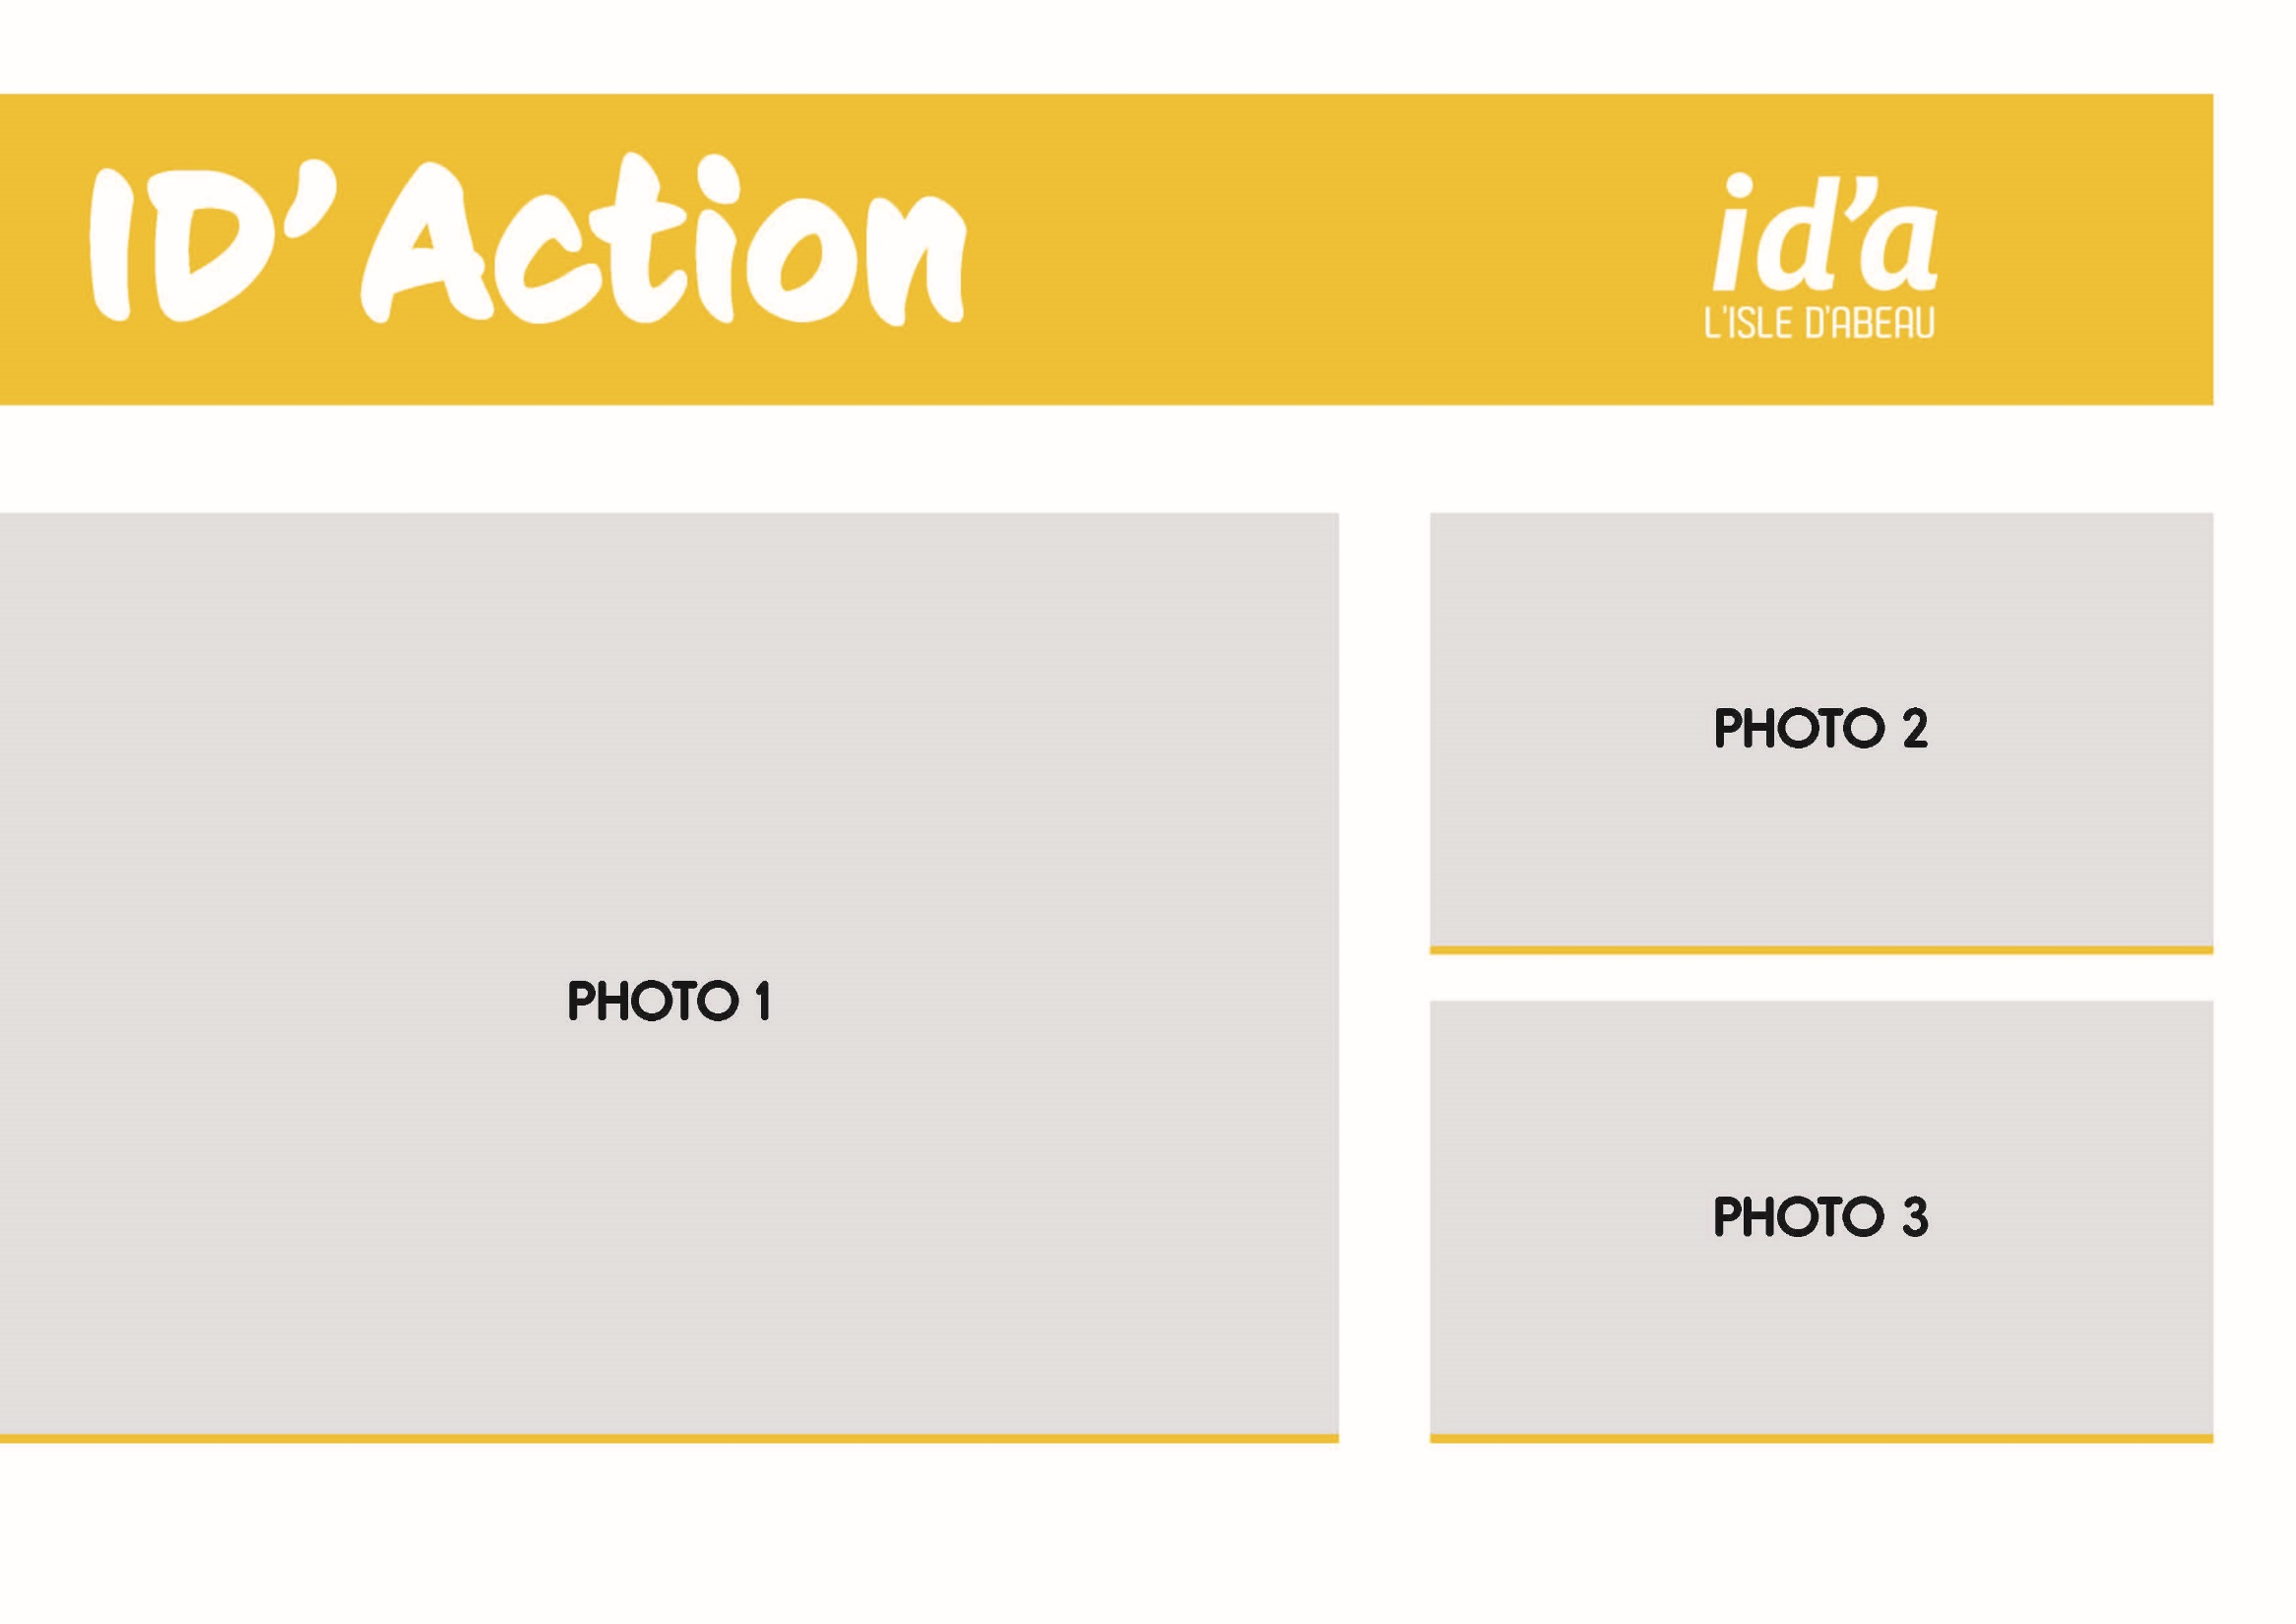 ID'Action
id'a
L'ISLE D'ABEAU
PHOTO 1
PHOTO 2
PHOTO 3